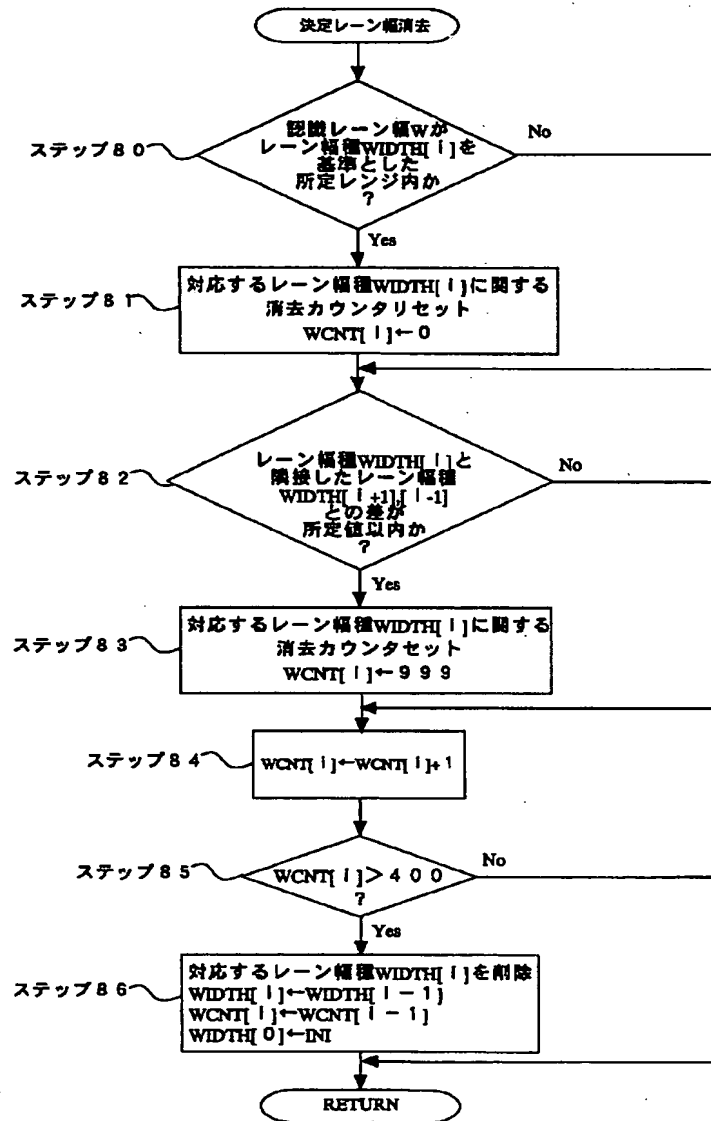 決定レーン幅消去
認識レーン幅Wが
レーン幅種WIDTH[ i ]を
基準とした
所定レンジ内か
?
ステップ80
No
Yes
対応するレーン幅種WIDTH[ i ]に関する
消去カウンタリセット
WCNT[ i ]←0
ステップ81
レーン幅種WIDTH[ i ]と
隣接したレーン幅種
WIDTH[ i +1],[ i -1]
との差が
所定値以内か
?
ステップ82
No
Yes
対応するレーン幅種WIDTH[ i ]に関する
消去カウンタセット
WCNT[ i ]←999
ステップ83
ステップ84
WCNT[ i ]←WCNT[ i ]+1
ステップ85
WCNT[ i ]>400
?
No
Yes
対応するレーン幅種WIDTH[ i ]を削除
WIDTH[ i ]←WIDTH[ i −1]
WCNT[ i ]←WCNT[ i −1]
WIDTH[ 0 ]←INI
ステップ86
RETURN